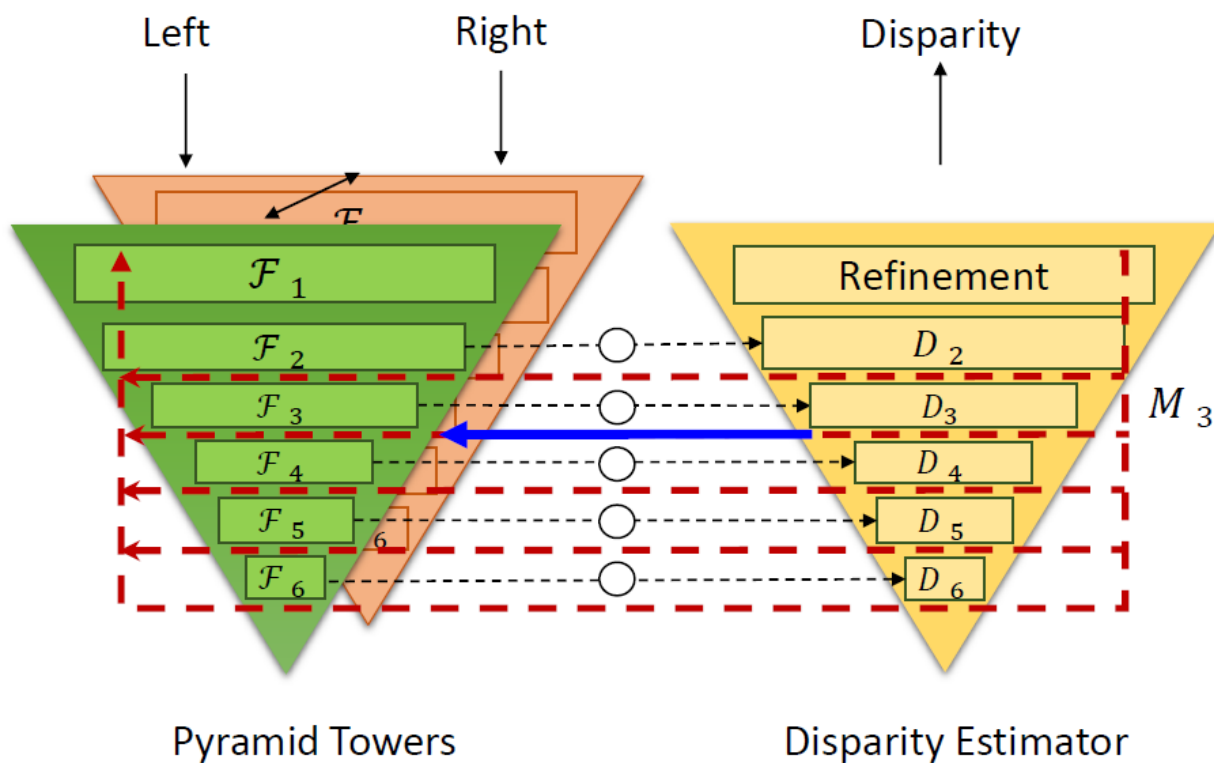 Left Right Disparity
ℱ
ℱ 1 Refinement
ℱ 2 D 2
ℱ 3 D3 M 3
ℱ 4 D 4
ℱ 5 D 5
6
ℱ 6 D 6
Pyramid Towers Disparity Estimator